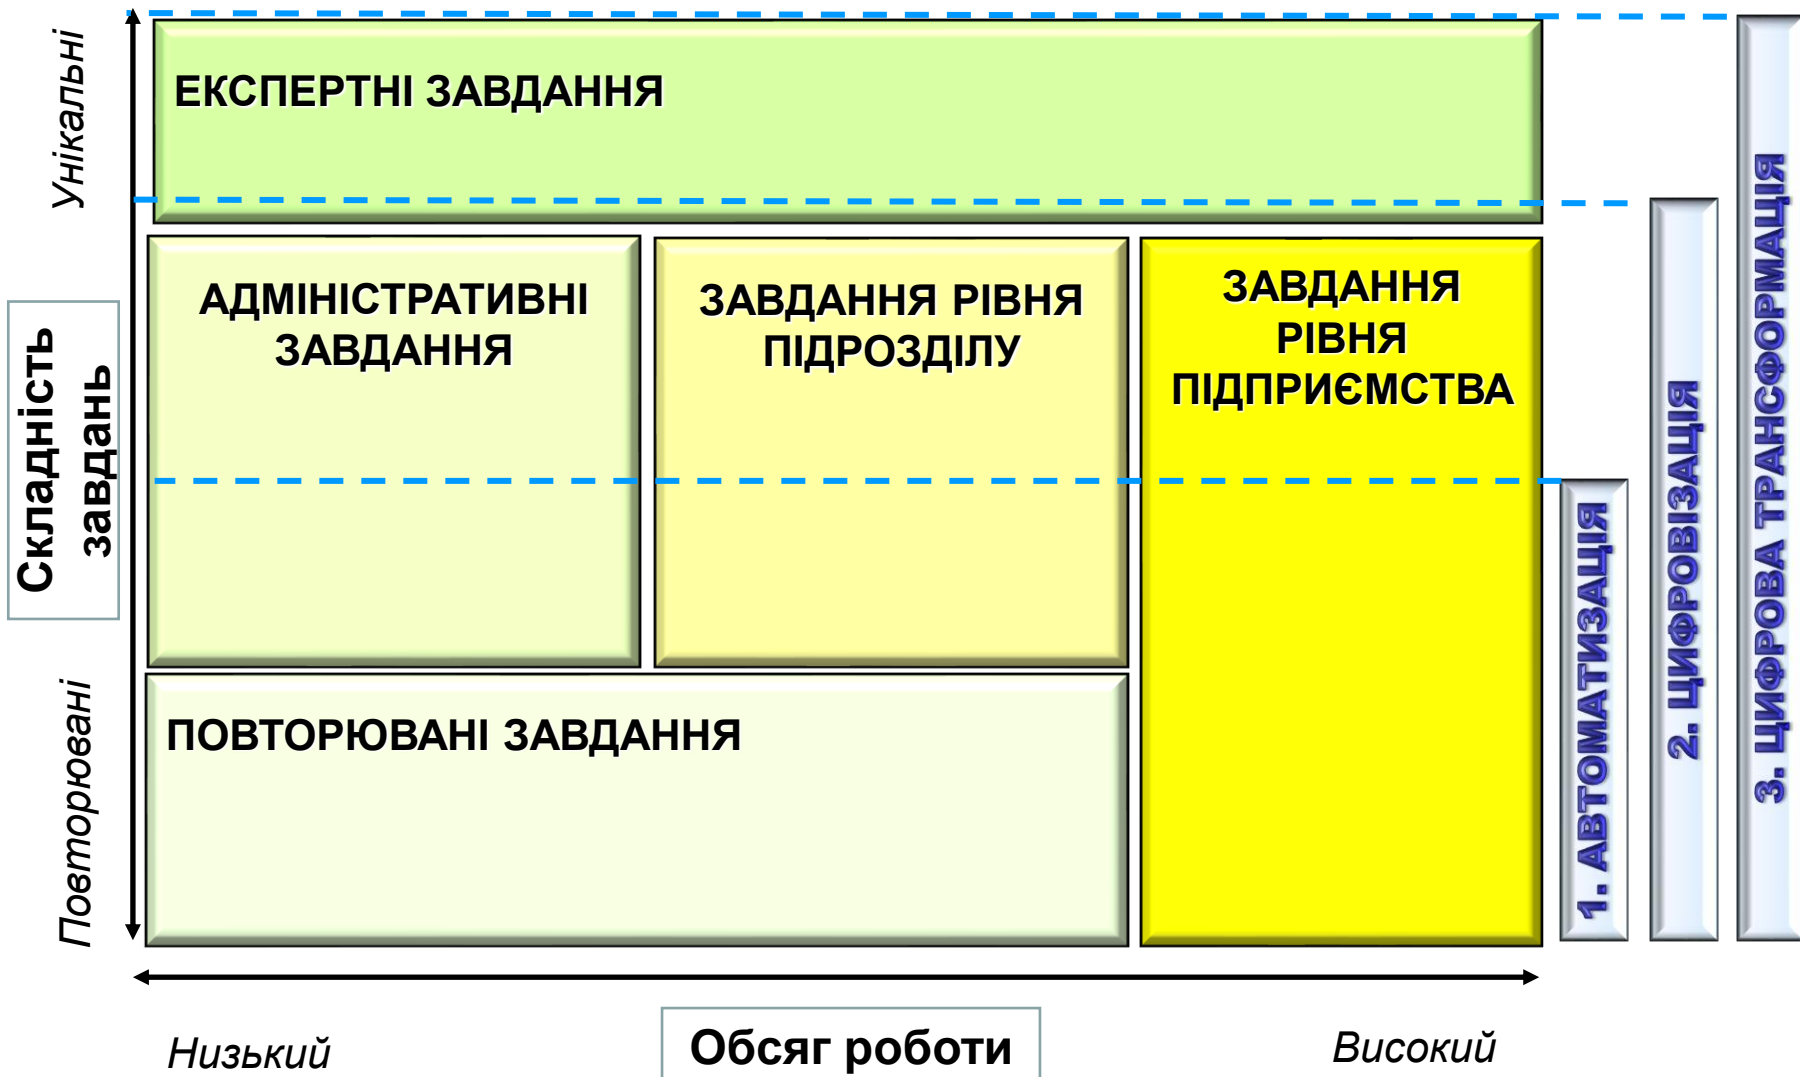 Унікальні
ЕКСПЕРТНІ ЗАВДАННЯ
АДМІНІСТРАТИВНІ
ЗАВДАННЯ
ЗАВДАННЯ РІВНЯ
ПІДРОЗДІЛУ
ЗАВДАННЯ
РІВНЯ
ПІДПРИЄМСТВА
Складність
завдань
Повторювані
ПОВТОРЮВАНІ ЗАВДАННЯ
1. АВТОМАТИЗАЦІЯ
2. ЦИФРОВІЗАЦІЯ
3. ЦИФРОВА ТРАНСФОРМАЦІЯ
Низький
Обсяг роботи
Високий